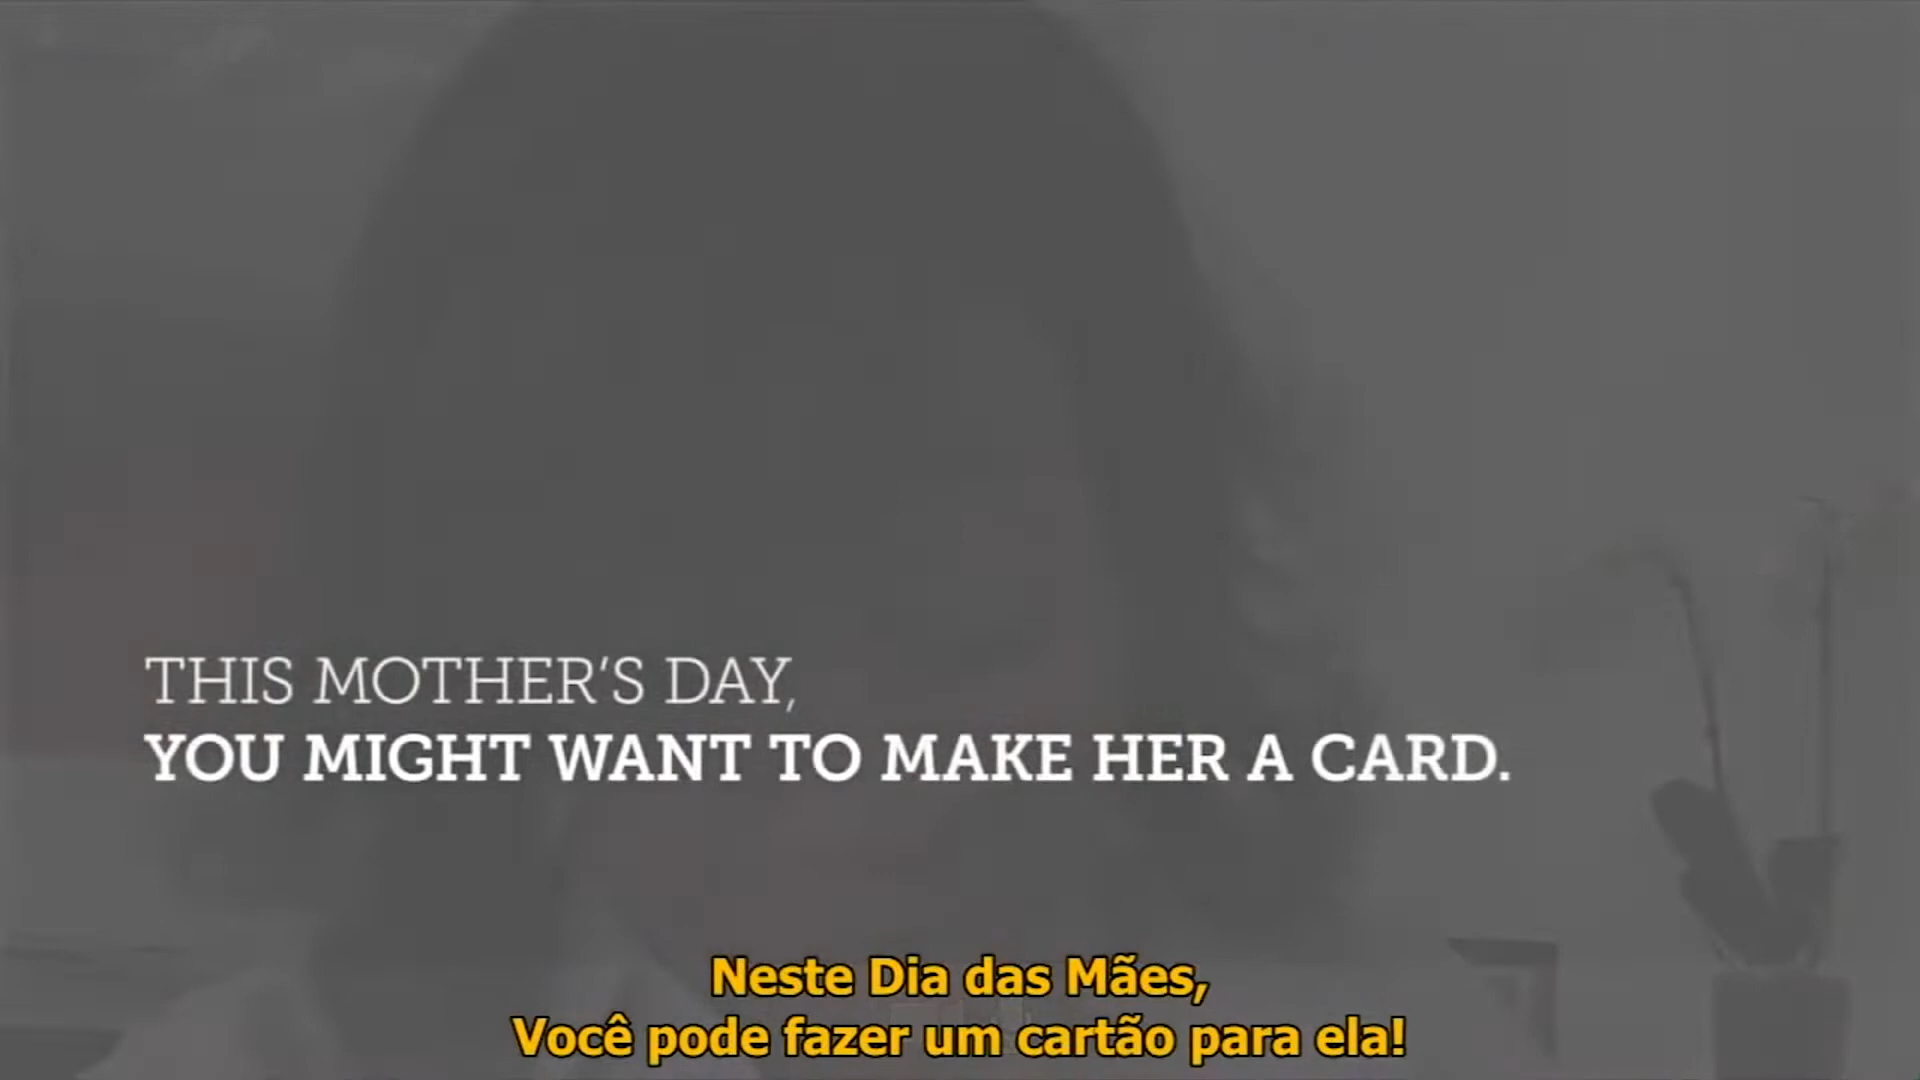 THIS MOTHER'S DAY,
YOU MIGHT WANT TO MAKE HER A CARD.
Neste Dia das Mães,
Você pode fazer um cartão para ela!